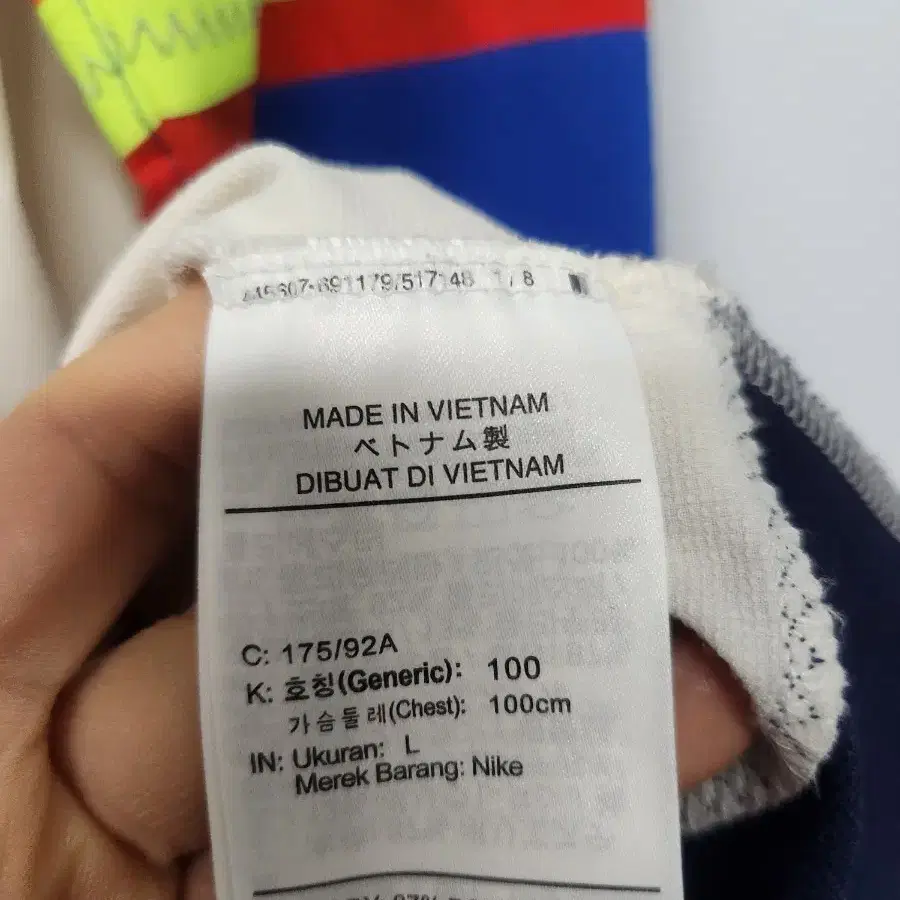 MADE IN VIETNAM
ベトナム製
DIBUAT DI VIETNAM
C: 175/92A
K: 호칭(Generic): 100
가슴둘레(Chest): 100cm
IN: Ukuran: L
Merek Barang: Nike